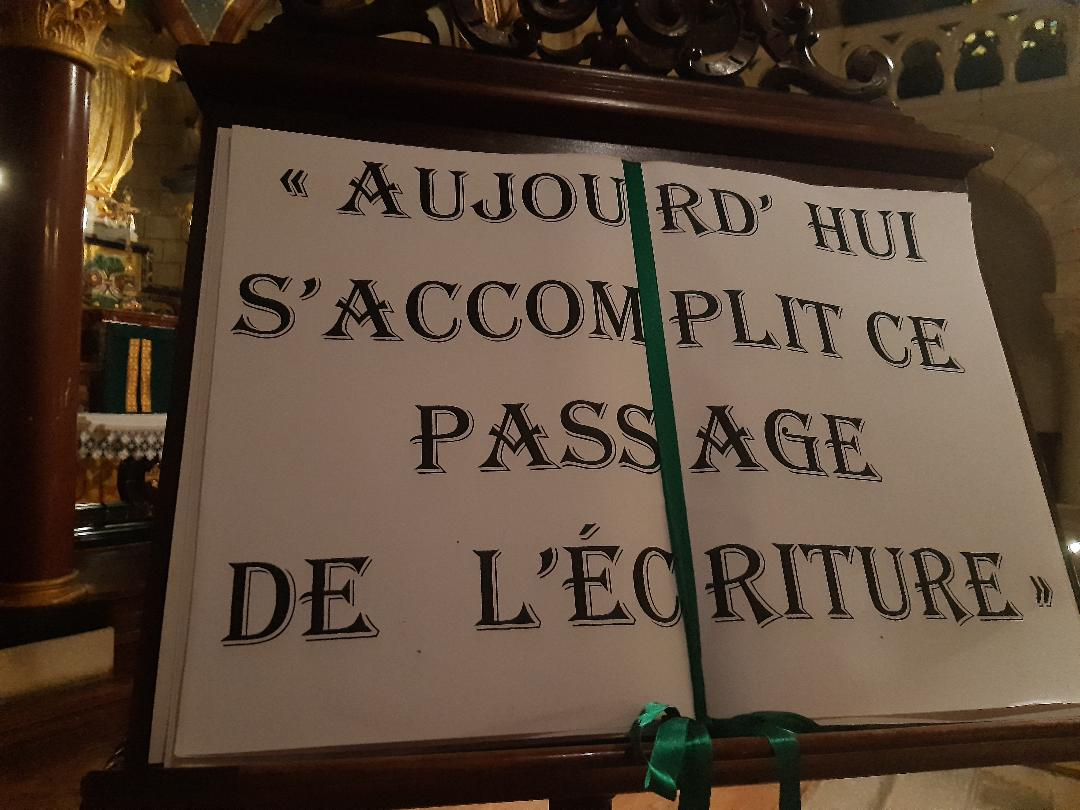 « AUJOURD' HUI
S'ACCOMPLIT CE
PASSAGE
DE L'ÉCRITURE »